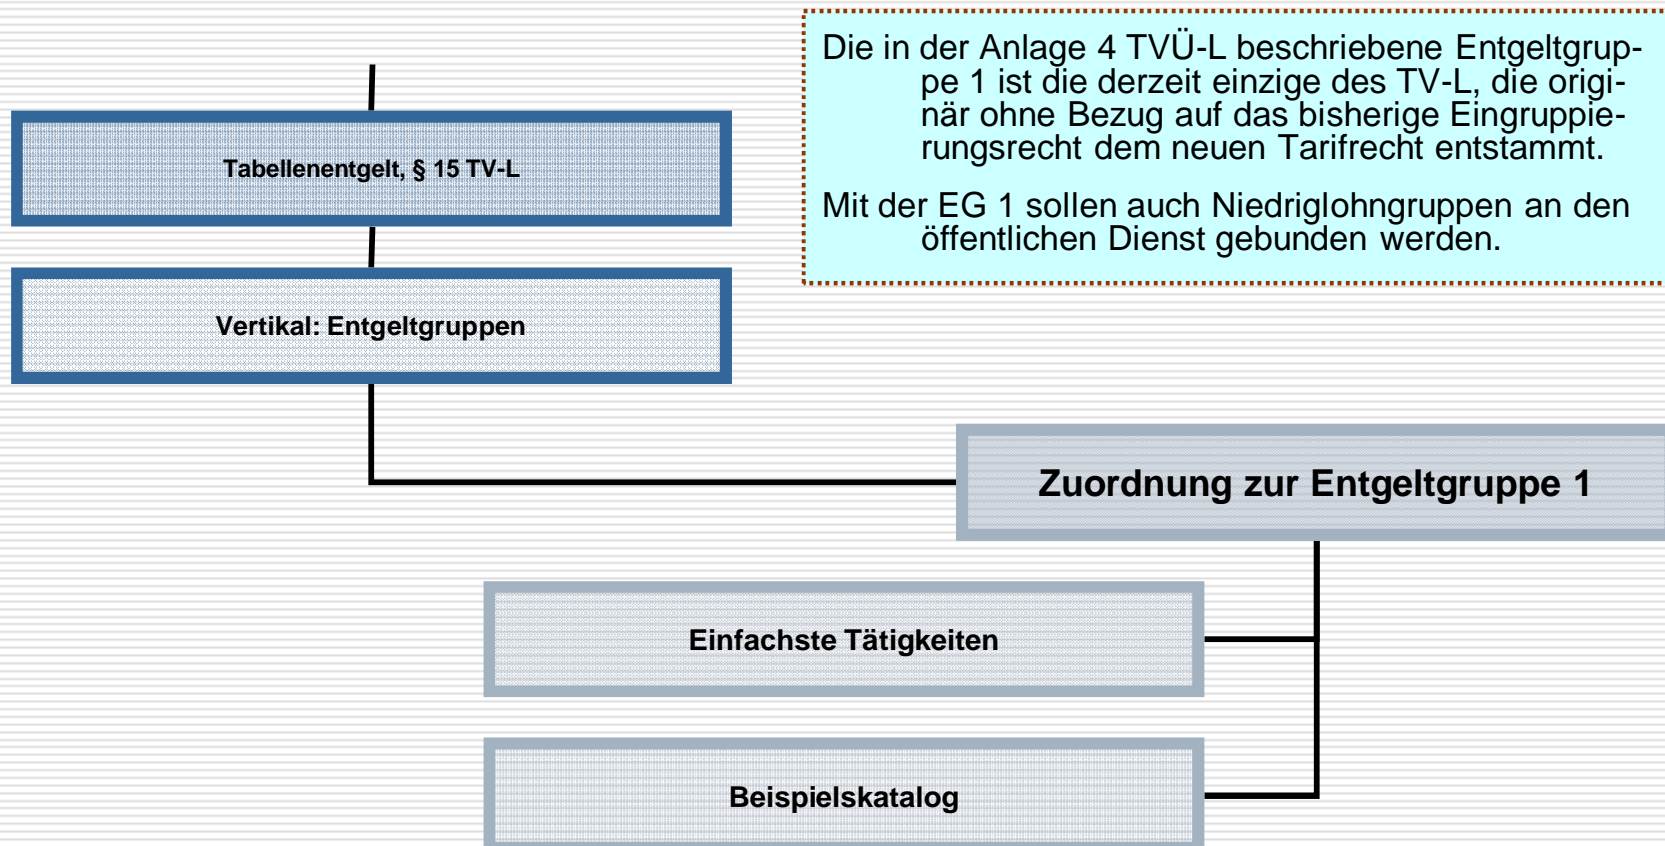 Die in der Anlage 4 TVÜ-L beschriebene Entgeltgrup-
pe 1 ist die derzeit einzige des TV-L, die origi-
när ohne Bezug auf das bisherige Eingruppie-
rungsrecht dem neuen Tarifrecht entstammt.
Mit der EG 1 sollen auch Niedriglohngruppen an den
öffentlichen Dienst gebunden werden.
Tabellenentgelt, § 15 TV-L
Vertikal: Entgeltgruppen
Zuordnung zur Entgeltgruppe 1
Einfachste Tätigkeiten
Beispielskatalog